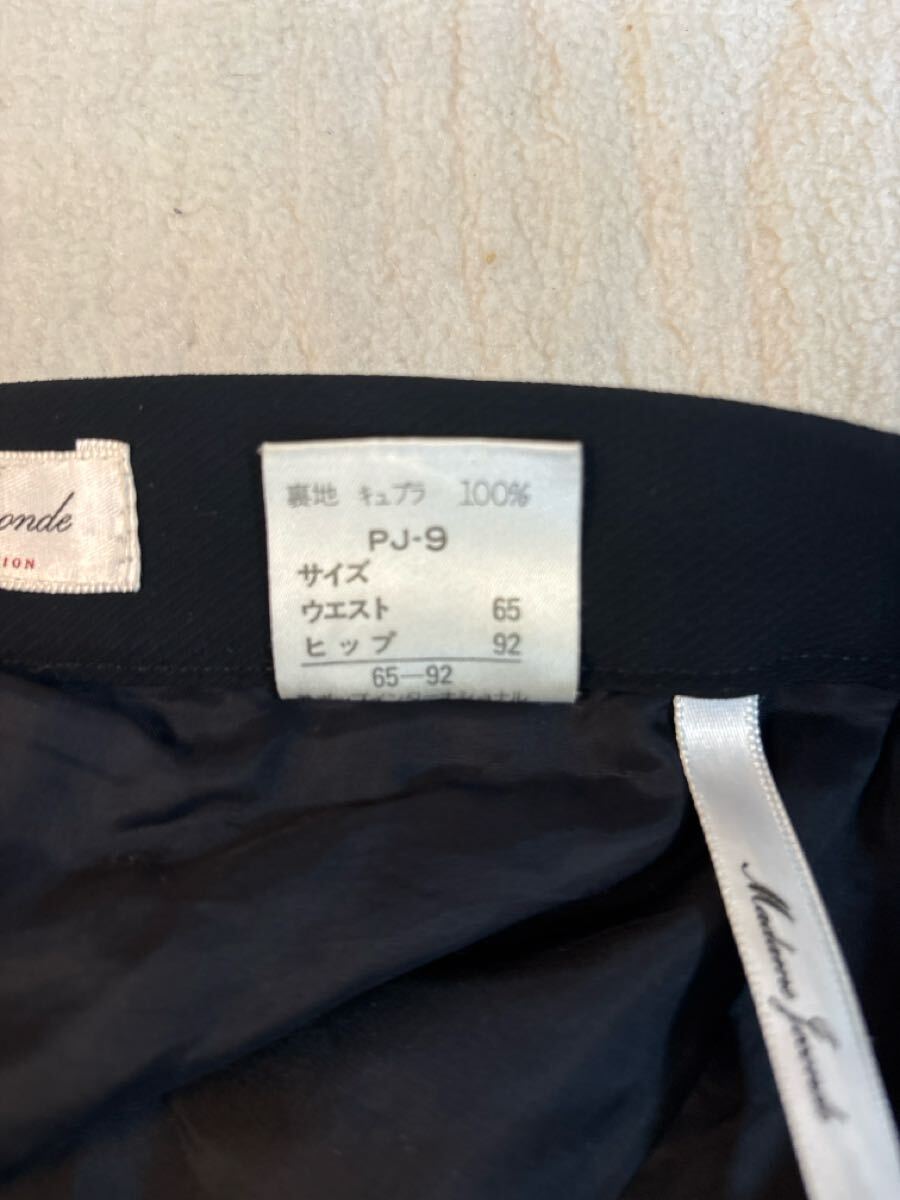 onde
ION
裏地 キュプラ 100%
PJ-9
サイズ
ウエスト 65
ヒップ 92
65-92
Madam